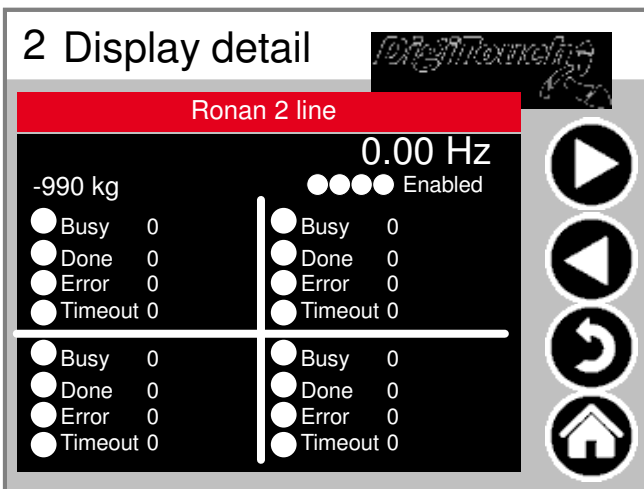 2 Display detail
DigiTouch
Ronan 2 line
0.00 Hz
-990 kg
Enabled
Busy 0
Done 0
Error 0
Timeout 0
Busy 0
Done 0
Error 0
Timeout 0
Busy 0
Done 0
Error 0
Timeout 0
Busy 0
Done 0
Error 0
Timeout 0